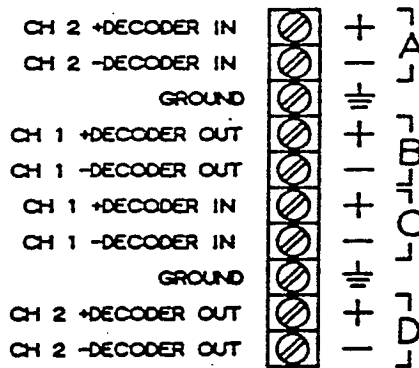 CH 2 +DECODER IN +
CH 2 -DECODER IN -
A
GROUND
CH 1 +DECODER OUT +
CH 1 -DECODER OUT -
B
CH 1 +DECODER IN +
CH 1 -DECODER IN -
C
GROUND
CH 2 +DECODER OUT +
CH 2 -DECODER OUT -
D